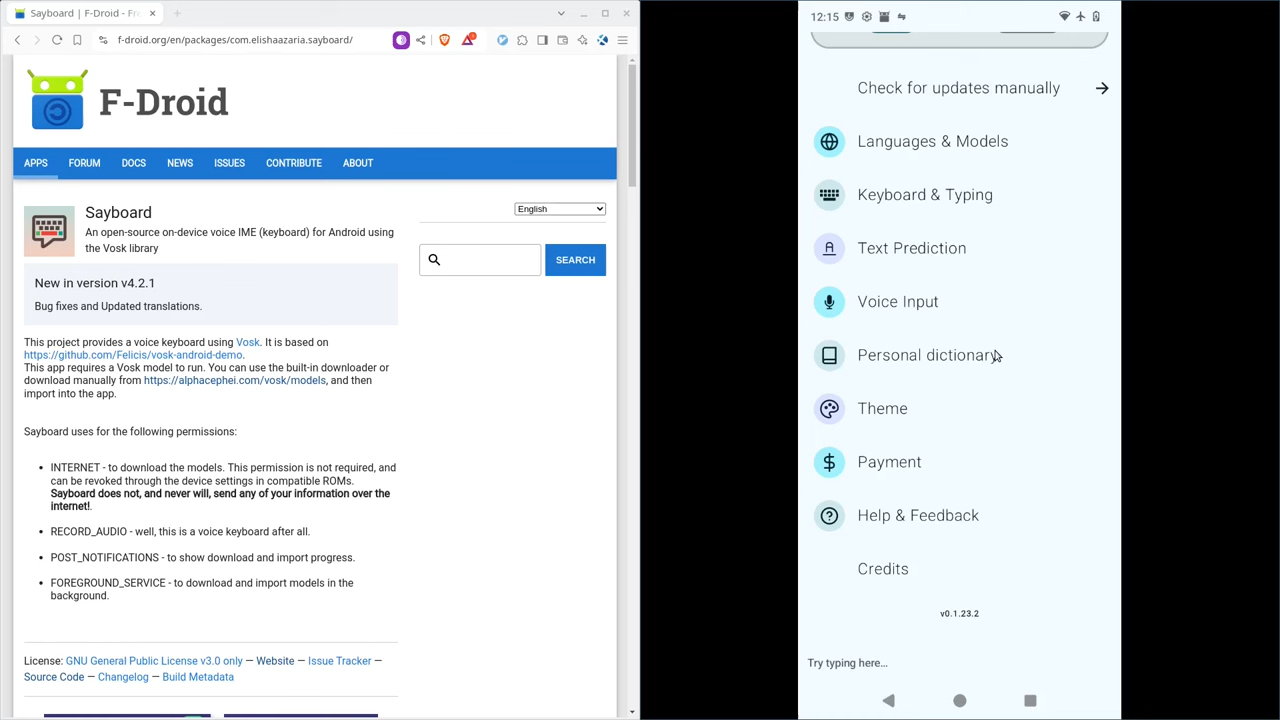 Sayboard | F-Droid - Fr
f-droid.org/en/packages/com.elishaazaria.sayboard/
F-Droid
APPS FORUM DOCS NEWS ISSUES CONTRIBUTE ABOUT
Sayboard
An open-source on-device voice IME (keyboard) for Android using
the Vosk library
New in version v4.2.1
Bug fixes and Updated translations.
This project provides a voice keyboard using Vosk. It is based on
https://github.com/Felicis/vosk-android-demo.
This app requires a Vosk model to run. You can use the built-in downloader or
download manually from https://alphacephei.com/vosk/models, and then
import into the app.
Sayboard uses for the following permissions:
• INTERNET - to download the models. This permission is not required, and
can be revoked through the device settings in compatible ROMs.
Sayboard does not, and never will, send any of your information over the
internet!.
• RECORD_AUDIO - well, this is a voice keyboard after all.
• POST_NOTIFICATIONS - to show download and import progress.
• FOREGROUND_SERVICE - to download and import models in the
background.
License: GNU General Public License v3.0 only — Website — Issue Tracker —
Source Code — Changelog — Build Metadata
English
SEARCH
12:15
Check for updates manually
Languages & Models
Keyboard & Typing
Text Prediction
Voice Input
Personal dictionary
Theme
Payment
Help & Feedback
Credits
v0.1.23.2
Try typing here...